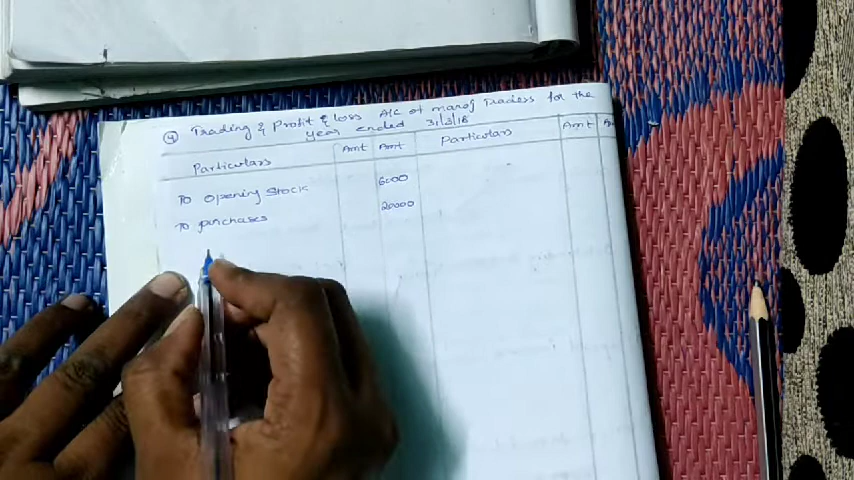 4 Trading & Profit & loss A/c of manoj Traders for the
year ended 31/3/18
Particulars Amt Amt Particulars Amt A
To opening Stock 6000
To purchases 20000